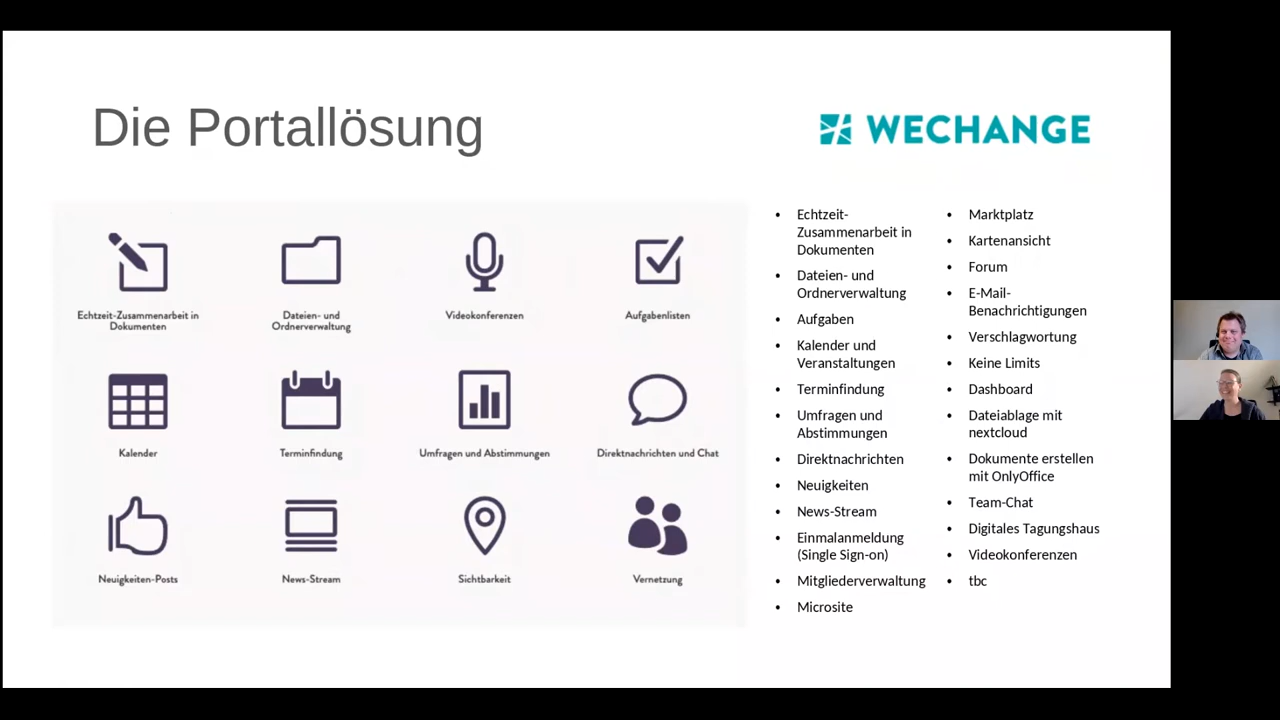 Die Portallösung
WECHANGE
Echtzeit-Zusammenarbeit in
Dokumenten
Dateien- und
Ordnerverwaltung
Videokonferenzen
Aufgabenlisten
Kalender
Terminfindung
Umfragen und Abstimmungen
Direktnachrichten und Chat
Neuigkeiten-Posts
News-Stream
Sichtbarkeit
Vernetzung
• Echtzeit-
Zusammenarbeit in
Dokumenten
• Dateien- und
Ordnerverwaltung
• Aufgaben
• Kalender und
Veranstaltungen
• Terminfindung
• Umfragen und
Abstimmungen
• Direktnachrichten
• Neuigkeiten
• News-Stream
• Einmalanmeldung
(Single Sign-on)
• Mitgliederverwaltung
• Microsite
• Marktplatz
• Kartenansicht
• Forum
• E-Mail-
Benachrichtigungen
• Verschlagwortung
• Keine Limits
• Dashboard
• Dateiablage mit
nextcloud
• Dokumente erstellen
mit OnlyOffice
• Team-Chat
• Digitales Tagungshaus
• Videokonferenzen
• tbc